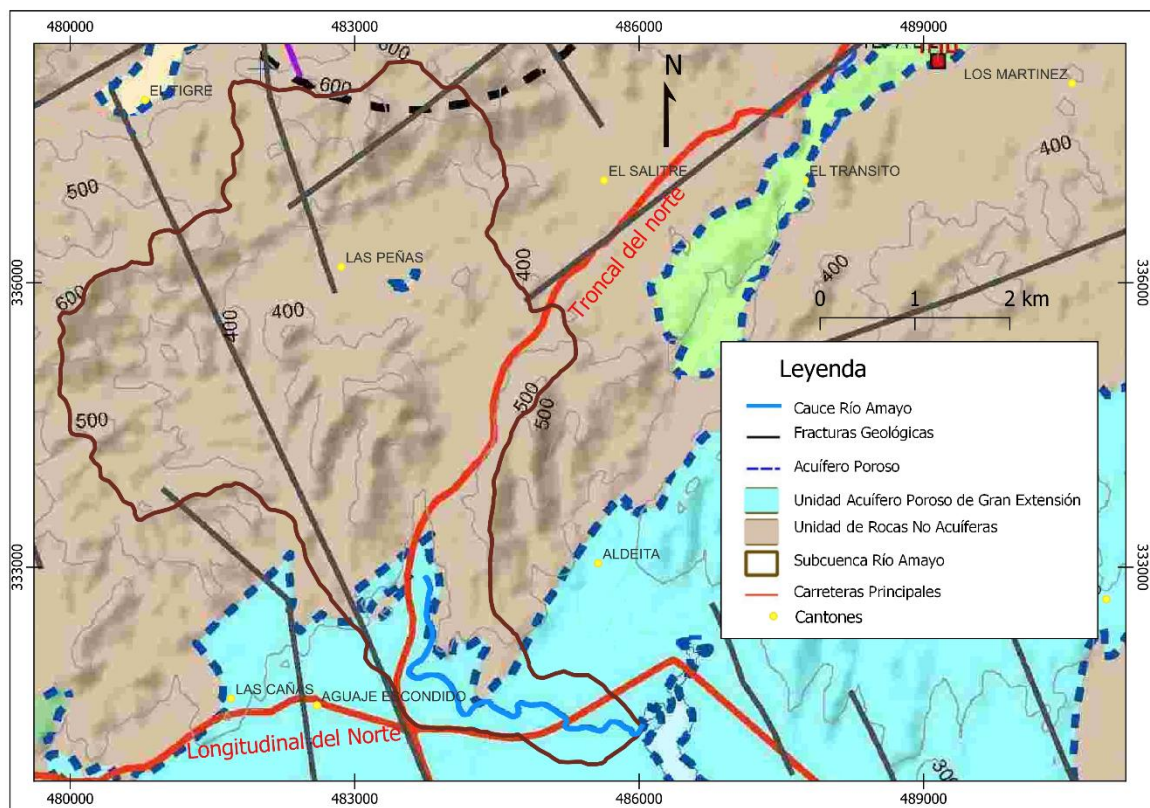 480000 483000 486000 489000
600
600
N
LOS MARTINEZ
EL TIGRE
400
EL SALITRE
EL TRANSITO
500
Troncal del norte
LAS PEÑAS
400
400
336000
336000
600
0 1 2 km
400
400
Leyenda
500
500
500
Cauce Río Amayo
Fracturas Geológicas
Acuífero Poroso
Unidad Acuífero Poroso de Gran Extensión
Unidad de Rocas No Acuíferas
Subcuenca Río Amayo
Carreteras Principales
Cantones
333000
333000
ALDEITA
LAS CAÑAS
AGUAJE ESCONDIDO
Longitudinal del Norte
480000 483000 486000 489000